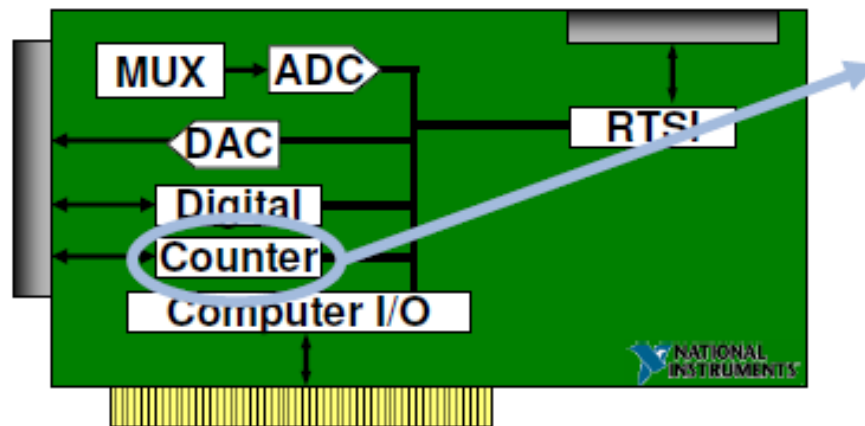 MUX
ADC
RTSI
DAC
Digital
Counter
Computer I/O
NATIONAL
INSTRUMENTS